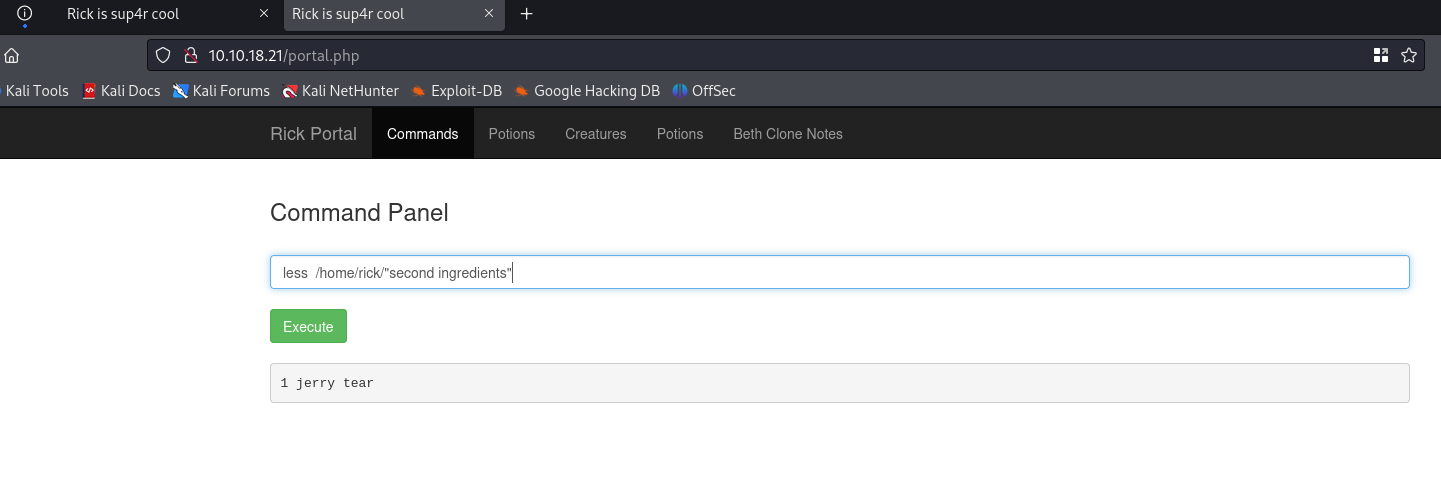 Rick is sup4r cool
Rick is sup4r cool
10.10.18.21/portal.php
Kali Tools Kali Docs Kali Forums Kali NetHunter Exploit-DB Google Hacking DB OffSec
Rick Portal Commands Potions Creatures Potions Beth Clone Notes
Command Panel
less  /home/rick/"second ingredients"
Execute
1 jerry tear